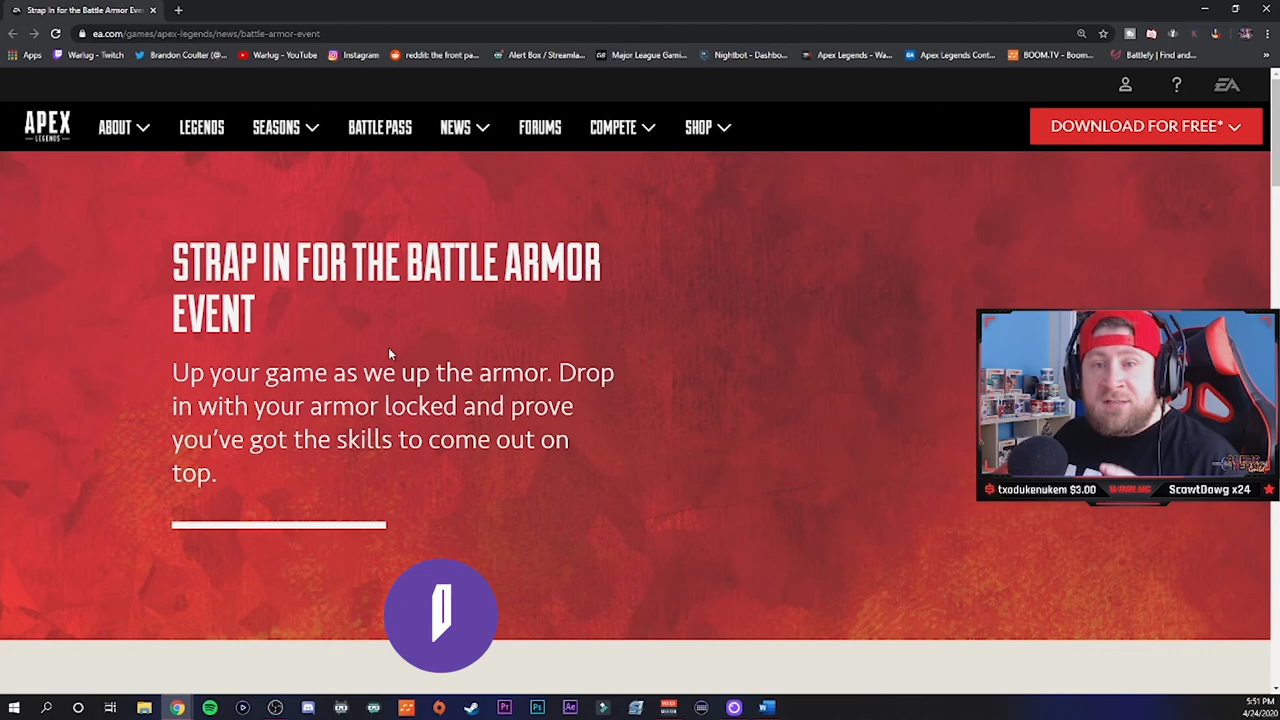 Strap In for the Battle Armor Eve
ea.com/games/apex-legends/news/battle-armor-event
Apps
Warlug - Twitch
Brandon Coulter (@...
Warlug - YouTube
Instagram
reddit: the front pa...
Alert Box / Streamla...
Major League Gami...
Nightbot - Dashbo...
Apex Legends - Wa...
Apex Legends Cont...
BOOM.TV - Boom...
Battlefy | Find and...
»
? EA
APEX
LEGENDS
ABOUT
LEGENDS
SEASONS
BATTLE PASS
NEWS
FORUMS
COMPETE
SHOP
DOWNLOAD FOR FREE*
STRAP IN FOR THE BATTLE ARMOR
EVENT
Up your game as we up the armor. Drop
in with your armor locked and prove
you've got the skills to come out on
top.
txodukenukem $3.00
WARLUG
ScawtDawg x24
5:51 PM
4/24/2020